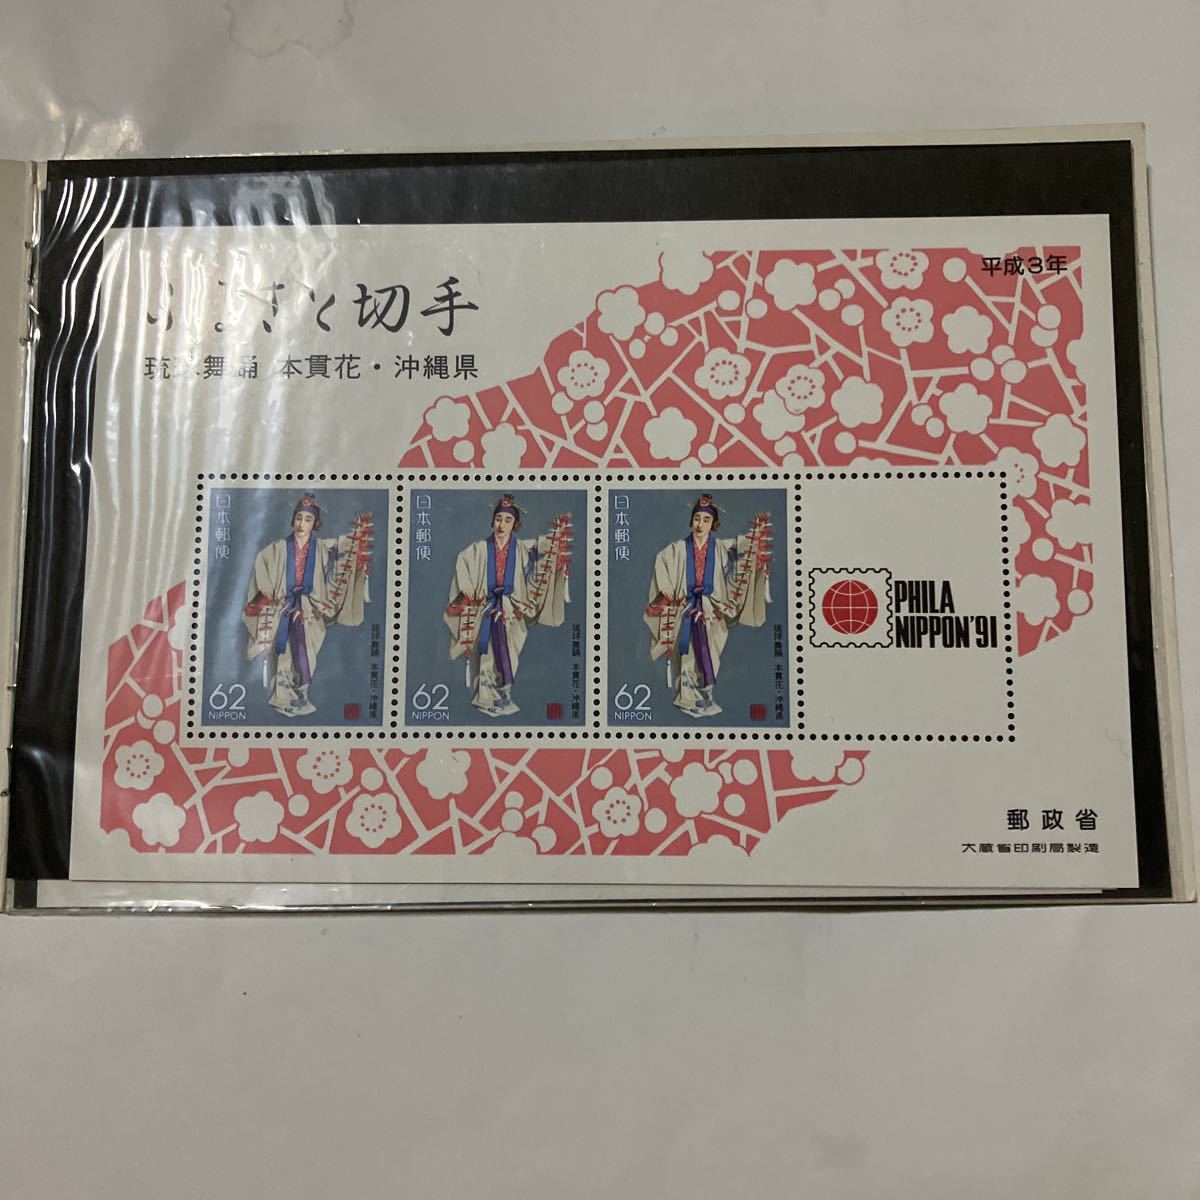 平成3年
ふるさと切手
琉球舞踊 本貫花・沖縄県
日本郵便
琉球舞踊 本貫花・沖縄県
62
NIPPON
日本郵便
琉球舞踊 本貫花・沖縄県
62
NIPPON
日本郵便
琉球舞踊 本貫花・沖縄県
62
NIPPON
PHILA
NIPPON'91
郵政省
大蔵省印刷局製造